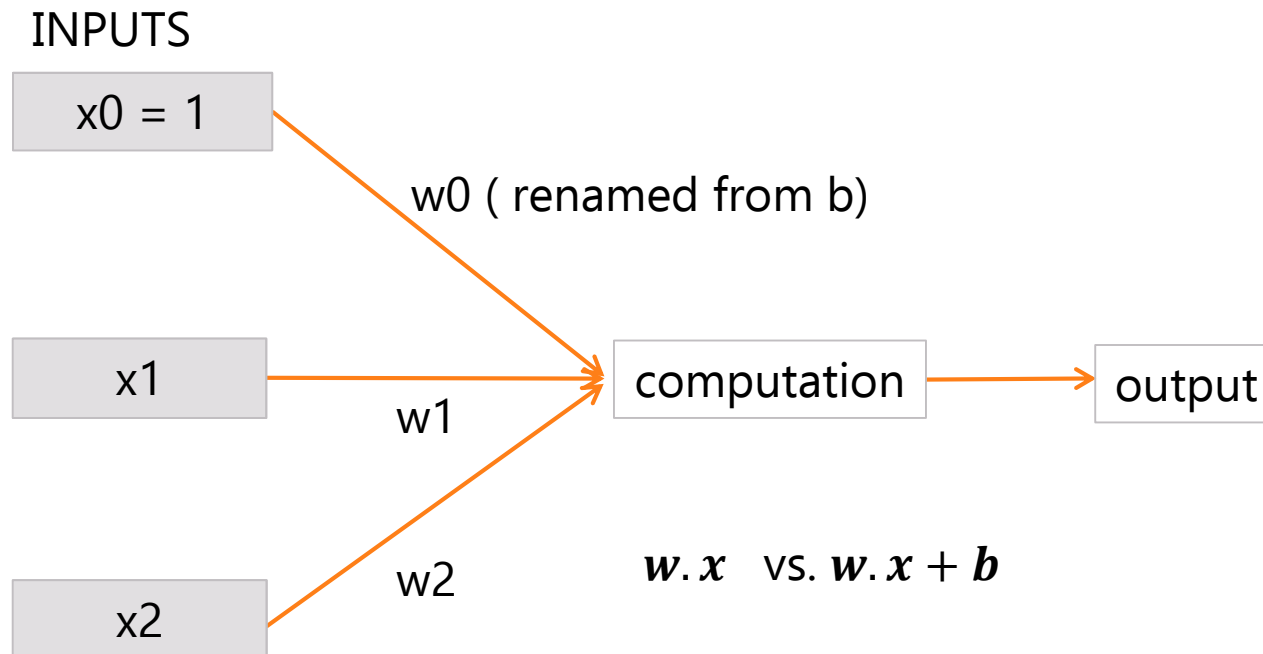 INPUTS
x0 = 1
w0 ( renamed from b)
x1
computation
output
w1
w2
w. x vs. w. x + b
x2